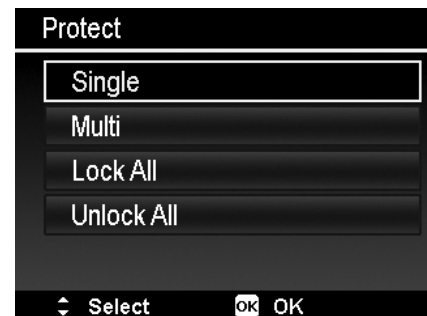 Protect
Single
Multi
Lock All
Unlock All
Select OK OK